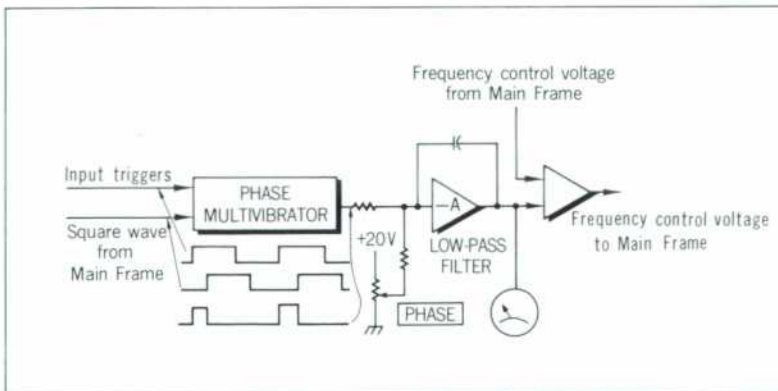 Frequency control voltage
from Main Frame
Input triggers
PHASE
MULTIVIBRATOR
Square wave
from
Main Frame
+20V
–A
LOW-PASS
FILTER
PHASE
Frequency control voltage
to Main Frame